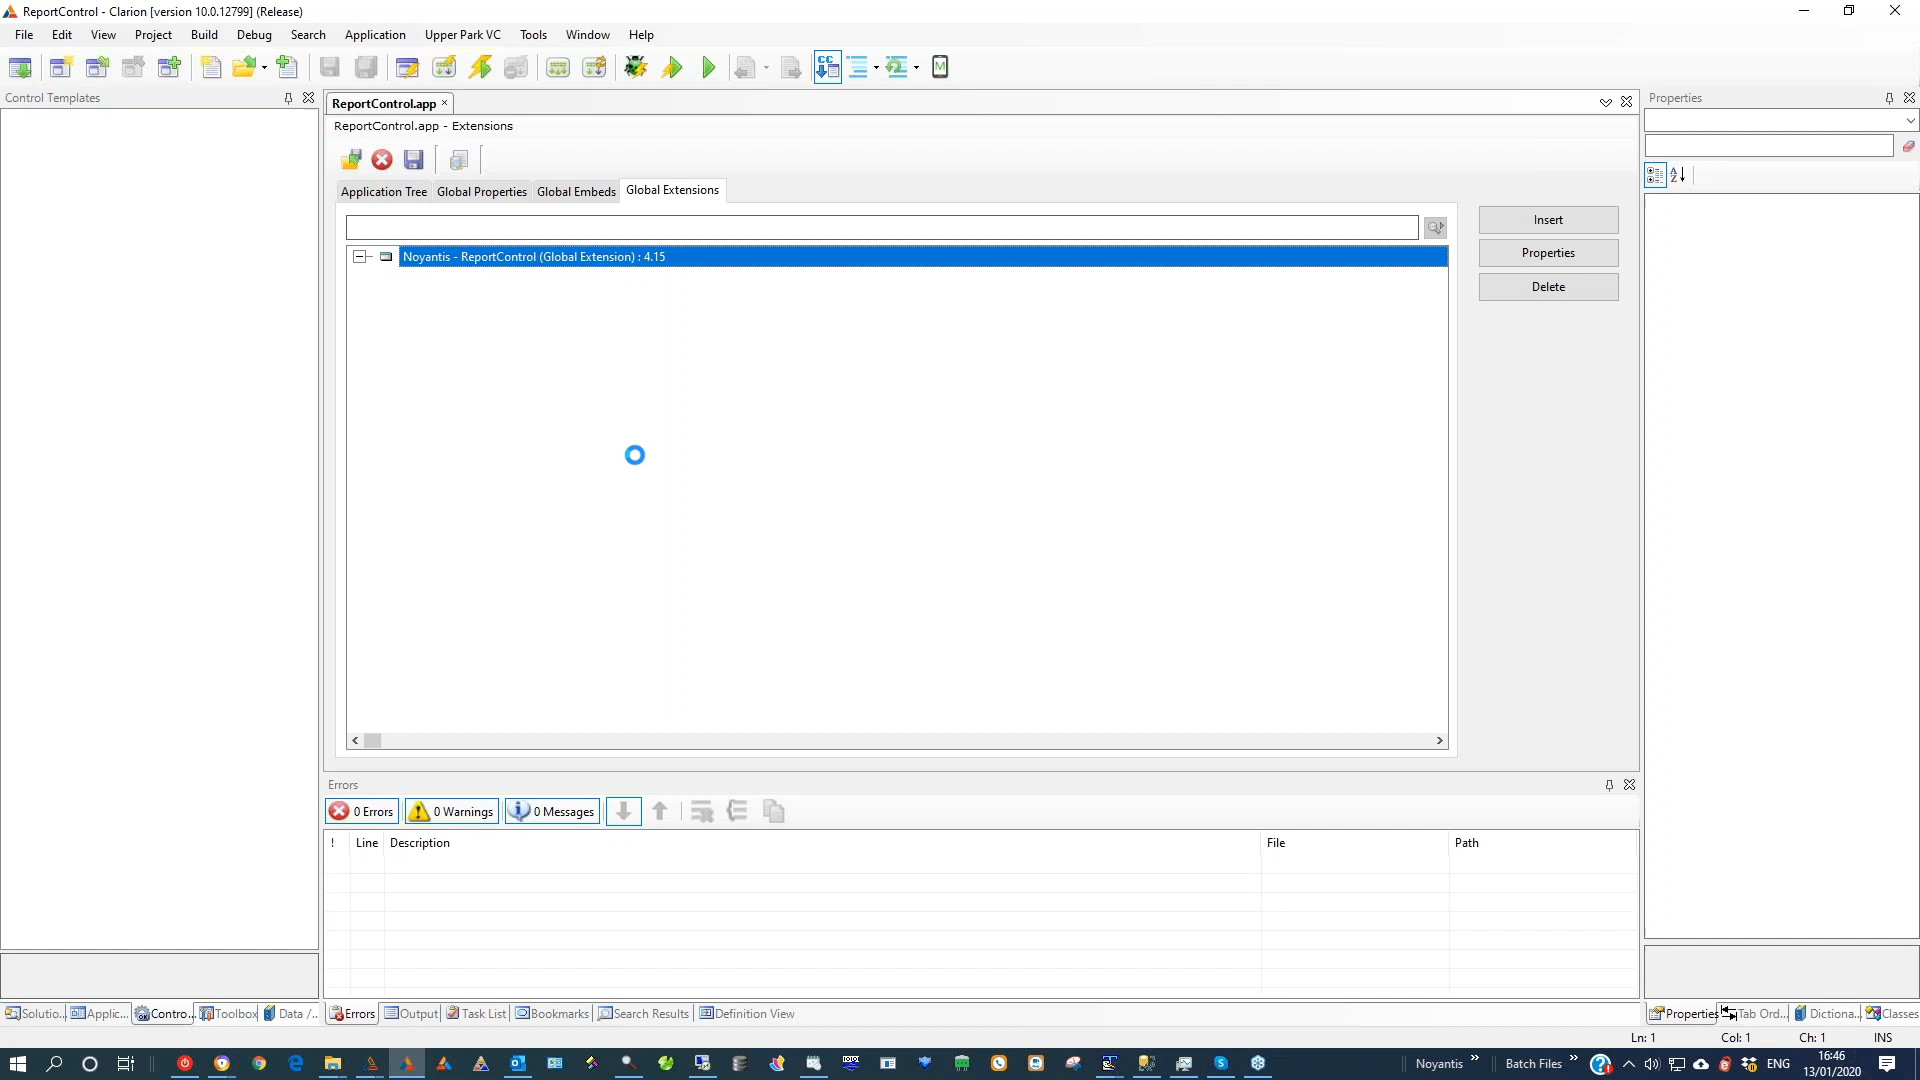 ReportControl - Clarion [version 10.0.12799] (Release)
File Edit View Project Build Debug Search Application Upper Park VC Tools Window Help
CC
M
Control Templates
ReportControl.app
Properties
ReportControl.app - Extensions
Application Tree Global Properties Global Embeds Global Extensions
Insert
Noyantis - ReportControl (Global Extension) : 4.15
Properties
Delete
Errors
0 Errors 0 Warnings 0 Messages
! Line Description File Path
Solutio... Applic... Contro... Toolbox Data /... Errors Output Task List Bookmarks Search Results Definition View Properties Tab Ord... Dictiona... Classes
Ln: 1 Col: 1 Ch: 1 INS
Noyantis Batch Files ENG 16:46
13/01/2020